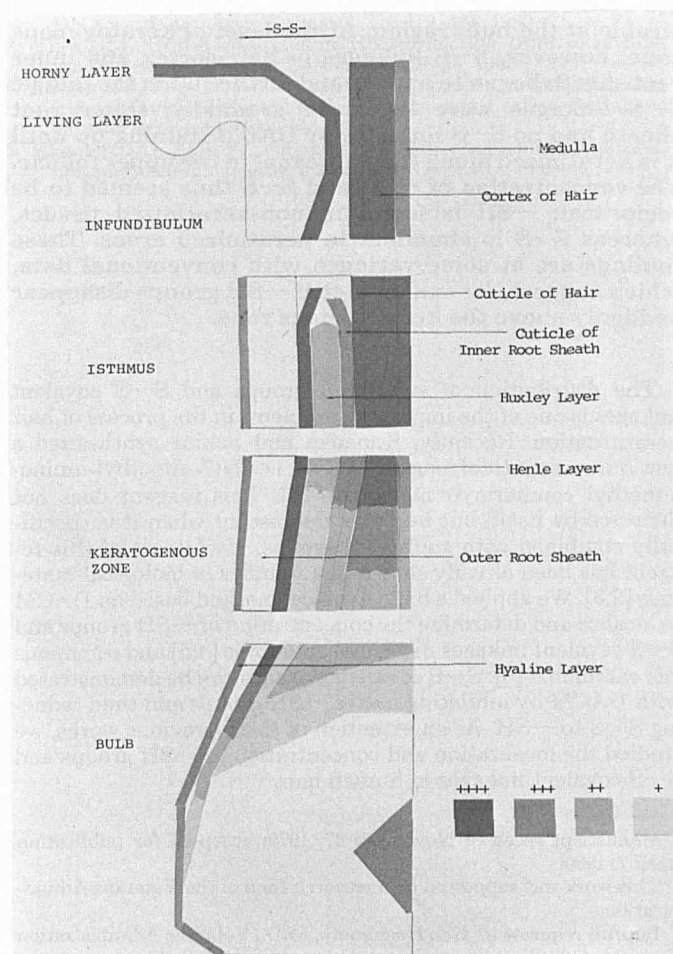 -S-S-
HORNY LAYER
LIVING LAYER
Medulla
Cortex of Hair
INFUNDIBULUM
Cuticle of Hair
Cuticle of
Inner Root Sheath
ISTHMUS
Huxley Layer
Henle Layer
KERATOGENOUS
ZONE
Outer Root Sheath
Hyaline Layer
BULB
++++ +++ ++ +